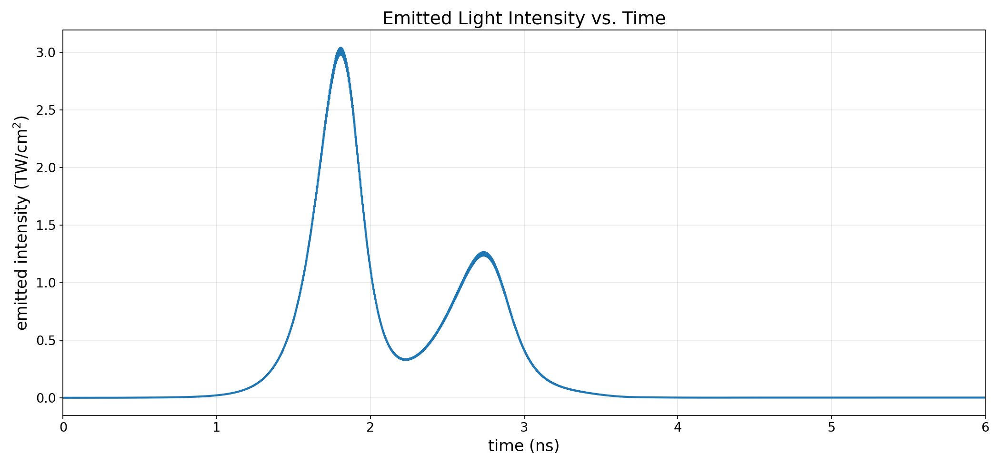 Emitted Light Intensity vs. Time
emitted intensity (TW/cm²)
3.0
2.5
2.0
1.5
1.0
0.5
0.0
0 1 2 3 4 5 6
time (ns)